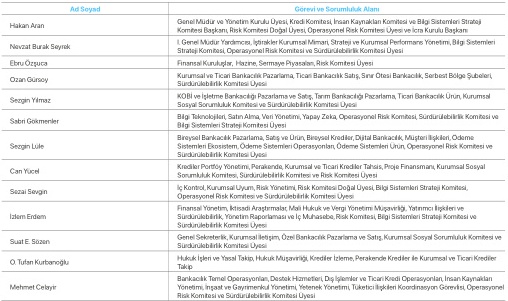 Ad Soyad Görevi ve Sorumluluk Alanı
Hakan Aran
Genel Müdür ve Yönetim Kurulu Üyesi, Kredi Komitesi, İnsan Kaynakları Komitesi ve Bilgi Sistemleri Strateji
Komitesi Başkanı, Risk Komitesi Doğal Üyesi, Operasyonel Risk Komitesi Üyesi ve İcra Kurulu Başkanı
Nevzat Burak Seyrek
I. Genel Müdür Yardımcısı, İştirakler Kurumsal Mimari, Strateji ve Kurumsal Performans Yönetimi, Bilgi Sistemleri
Strateji Komitesi, Operasyonel Risk Komitesi ve Sürdürülebilirlik Komitesi Üyesi
Ebru Özşuca
Finansal Kuruluşlar, Hazine, Sermaye Piyasaları, Risk Komitesi Üyesi
Ozan Gürsoy
Kurumsal ve Ticari Bankacılık Pazarlama, Ticari Bankacılık Satış, Sınır Ötesi Bankacılık, Serbest Bölge Şubeleri,
Sürdürülebilirlik Komitesi Üyesi
Sezgin Yılmaz
KOBİ ve İşletme Bankacılığı Pazarlama ve Satış, Tarım Bankacılığı Pazarlama, Ticari Bankacılık Ürün, Kurumsal
Sosyal Sorumluluk Komitesi ve Sürdürülebilirlik Komitesi Üyesi
Sabri Gökmenler
Bilgi Teknolojileri, Satın Alma, Veri Yönetimi, Yapay Zeka, Operasyonel Risk Komitesi, Sürdürülebilirlik Komitesi ve
Bilgi Sistemleri Strateji Komitesi Üyesi
Sezgin Lüle
Bireysel Bankacılık Pazarlama, Satış ve Ürün, Bireysel Krediler, Dijital Bankacılık, Müşteri İlişkileri, Ödeme
Sistemleri Ekosistem, Ödeme Sistemleri Operasyonları, Ödeme Sistemleri Ürün, Operasyonel Risk Komitesi ve
Sürdürülebilirlik Komitesi Üyesi
Can Yücel
Krediler Portföy Yönetimi, Perakende, Kurumsal ve Ticari Krediler Tahsis, Proje Finansmanı, Kurumsal Sosyal
Sorumluluk Komitesi, Sürdürülebilirlik Komitesi ve Risk Komitesi Üyesi
Sezai Sevgin
İç Kontrol, Kurumsal Uyum, Risk Yönetimi, Risk Komitesi Doğal Üyesi, Bilgi Sistemleri Strateji Komitesi,
Operasyonel Risk Komitesi ve Sürdürülebilirlik Komitesi Üyesi
İzlem Erdem
Finansal Yönetim, İktisadi Araştırmalar, Mali Hukuk ve Vergi Yönetimi Müşavirliği, Yatırımcı İlişkileri ve
Sürdürülebilirlik, Yönetim Raporlaması ve İç Muhasebe, Risk Komitesi, Bilgi Sistemleri Strateji Komitesi ve
Sürdürülebilirlik Komitesi Üyesi
Suat E. Sözen
Genel Sekreterlik, Kurumsal İletişim, Özel Bankacılık Pazarlama ve Satış, Kurumsal Sosyal Sorumluluk Komitesi ve
Sürdürülebilirlik Komitesi Üyesi
O. Tufan Kurbanoğlu
Hukuk İşleri ve Yasal Takip, Hukuk Müşavirliği, Krediler İzleme, Perakende Krediler ile Kurumsal ve Ticari Krediler
Takip
Mehmet Celayir
Bankacılık Temel Operasyonları, Destek Hizmetleri, Dış İşlemler ve Ticari Kredi Operasyonları, İnsan Kaynakları
Yönetimi, İnşaat ve Gayrimenkul Yönetimi, Yetenek Yönetimi, Tüketici İlişkileri Koordinasyon Görevlisi, Operasyonel
Risk Komitesi ve Sürdürülebilirlik Komitesi Üyesi